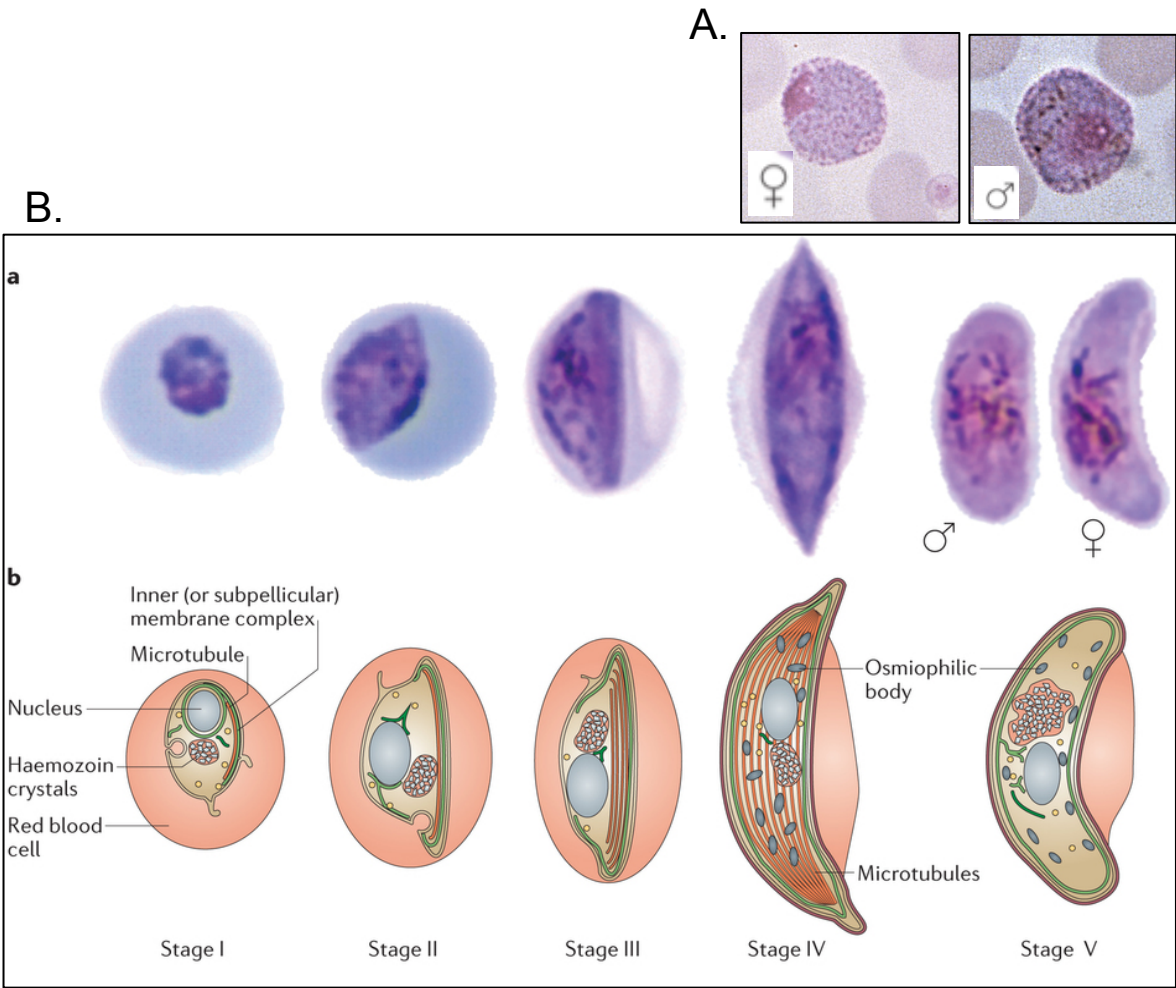 A.
♀
♂
B.
a
♂
♀
b
Inner (or subpellicular)
membrane complex
Microtubule
Nucleus
Haemozoin
crystals
Red blood
cell
Osmiophilic
body
Microtubules
Stage I
Stage II
Stage III
Stage IV
Stage V